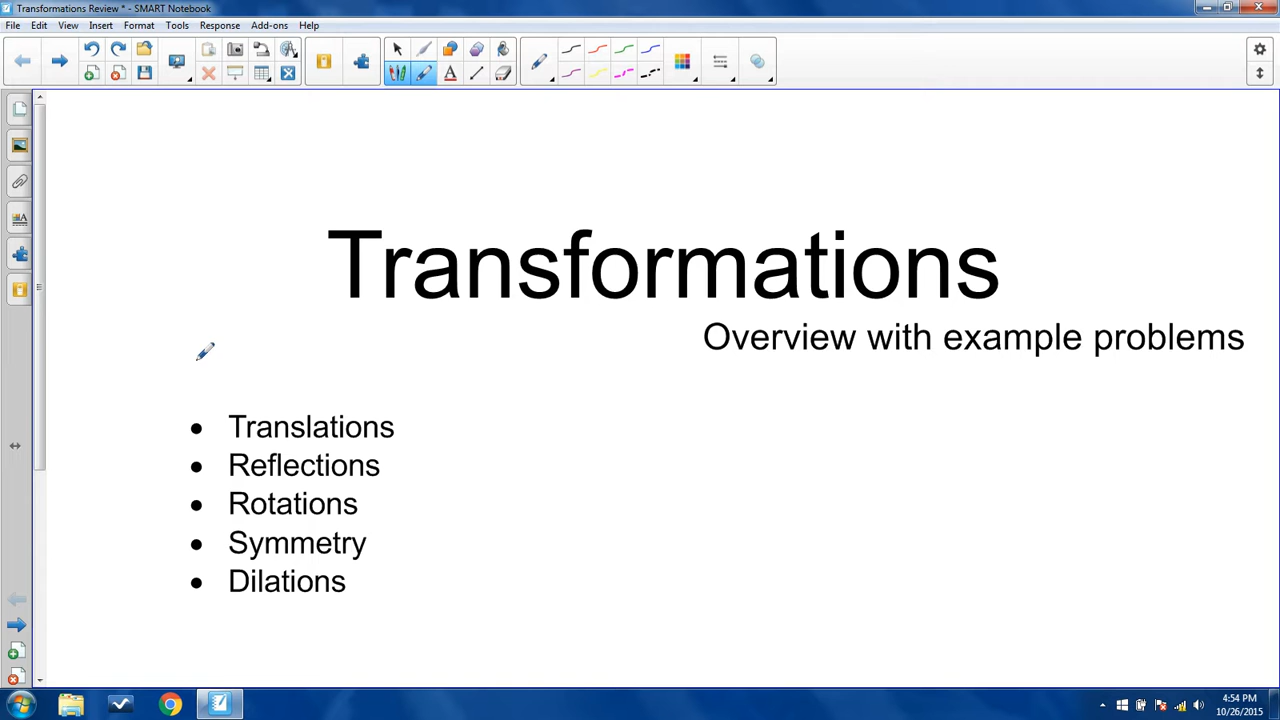 Transformations Review * - SMART Notebook
File Edit View Insert Format Tools Response Add-ons Help
Transformations
Overview with example problems
• Translations
• Reflections
• Rotations
• Symmetry
• Dilations
4:54 PM
10/26/2015